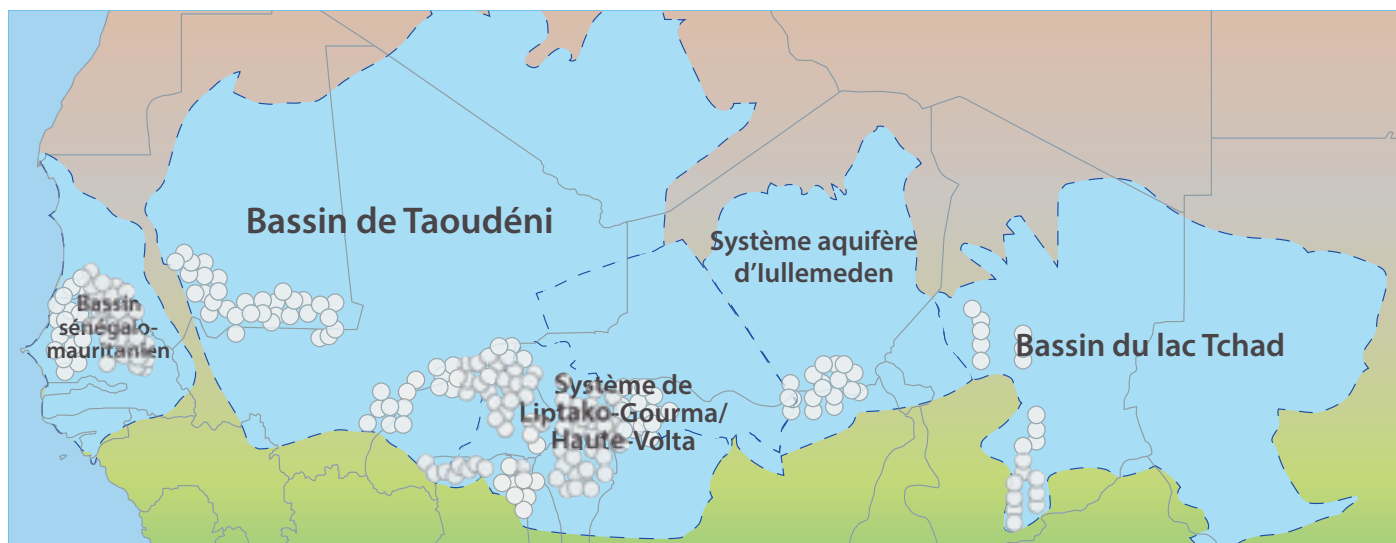 Bassin de Taoudéni
Système aquifère
d'Iullemeden
Bassin
sénégalo-
mauritanien
Bassin du lac Tchad
Système de
Liptako-Gourma/
Haute-Volta